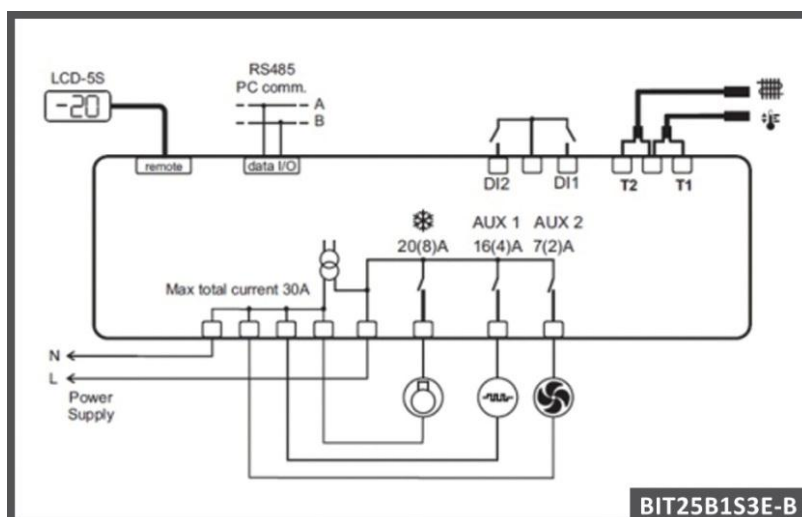 LCD-5S
-20
RS485
PC comm.
A
B
remote
data I/O
DI2
DI1
T2
T1
AUX 1
AUX 2
20(8)A
16(4)A
7(2)A
Max total current 30A
N
L
Power
Supply
BIT25B1S3E-B